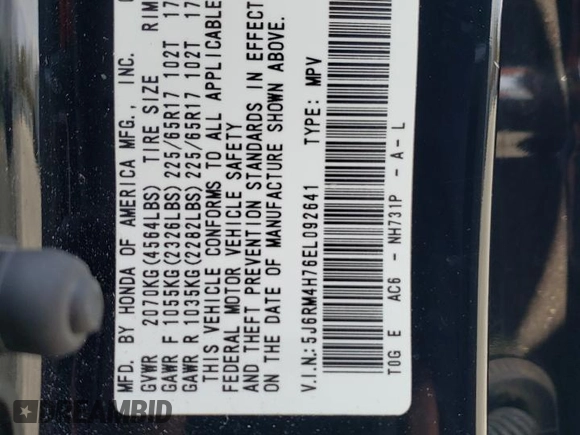 MFD. BY HONDA OF AMERICA MFG., INC.
GVWR 2070KG(4564LBS) TIRE SIZE RIM
GAWR F 1055KG(2326LBS)225/65R17 102T 17
GAWR R 1035KG(2282LBS)225/65R17 102T 17
THIS VEHICLE CONFORMS TO ALL APPLICABLE
FEDERAL MOTOR VEHICLE SAFETY
AND THEFT PREVENTION STANDARDS IN EFFECT
ON THE DATE OF MANUFACTURE SHOWN ABOVE.
V.I.N.: 5J6RM4H76EL092641 TYPE: MPV
T0G E AC6 - NH731P - A - L
DREAMBID